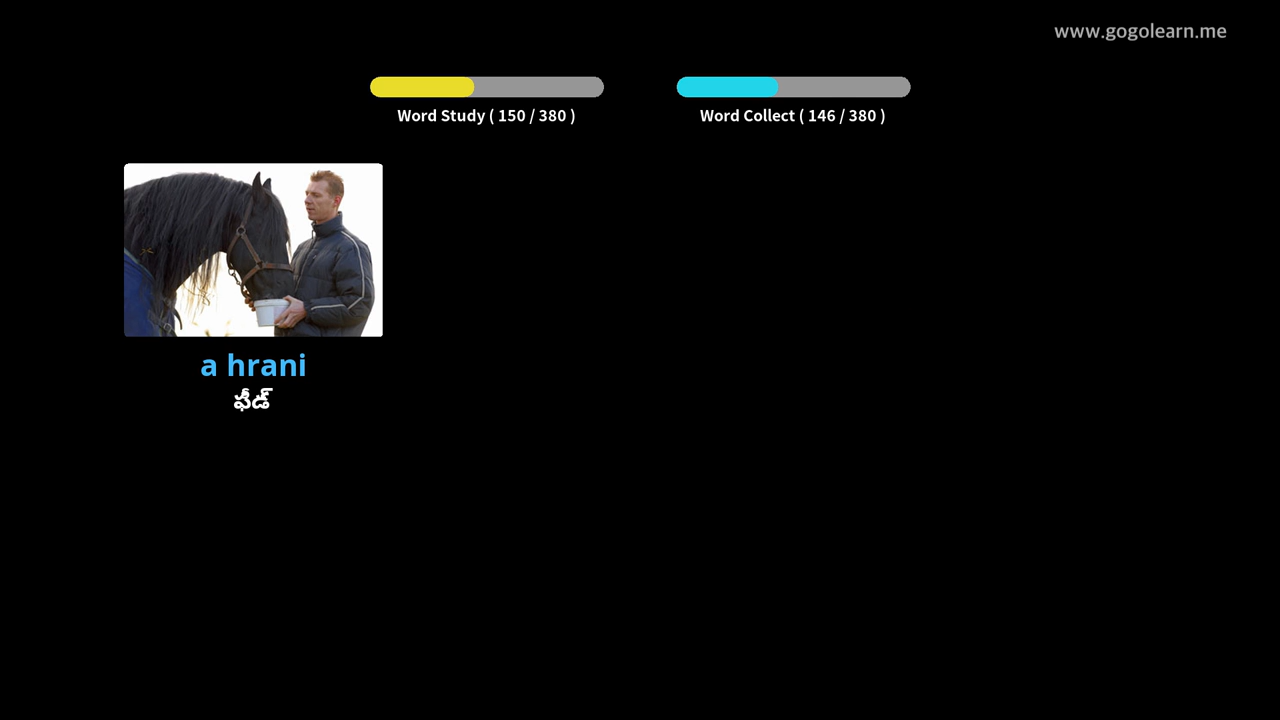 www.gogolearn.me
Word Study ( 150 / 380 )
Word Collect ( 146 / 380 )
a hrani
ఫీడ్